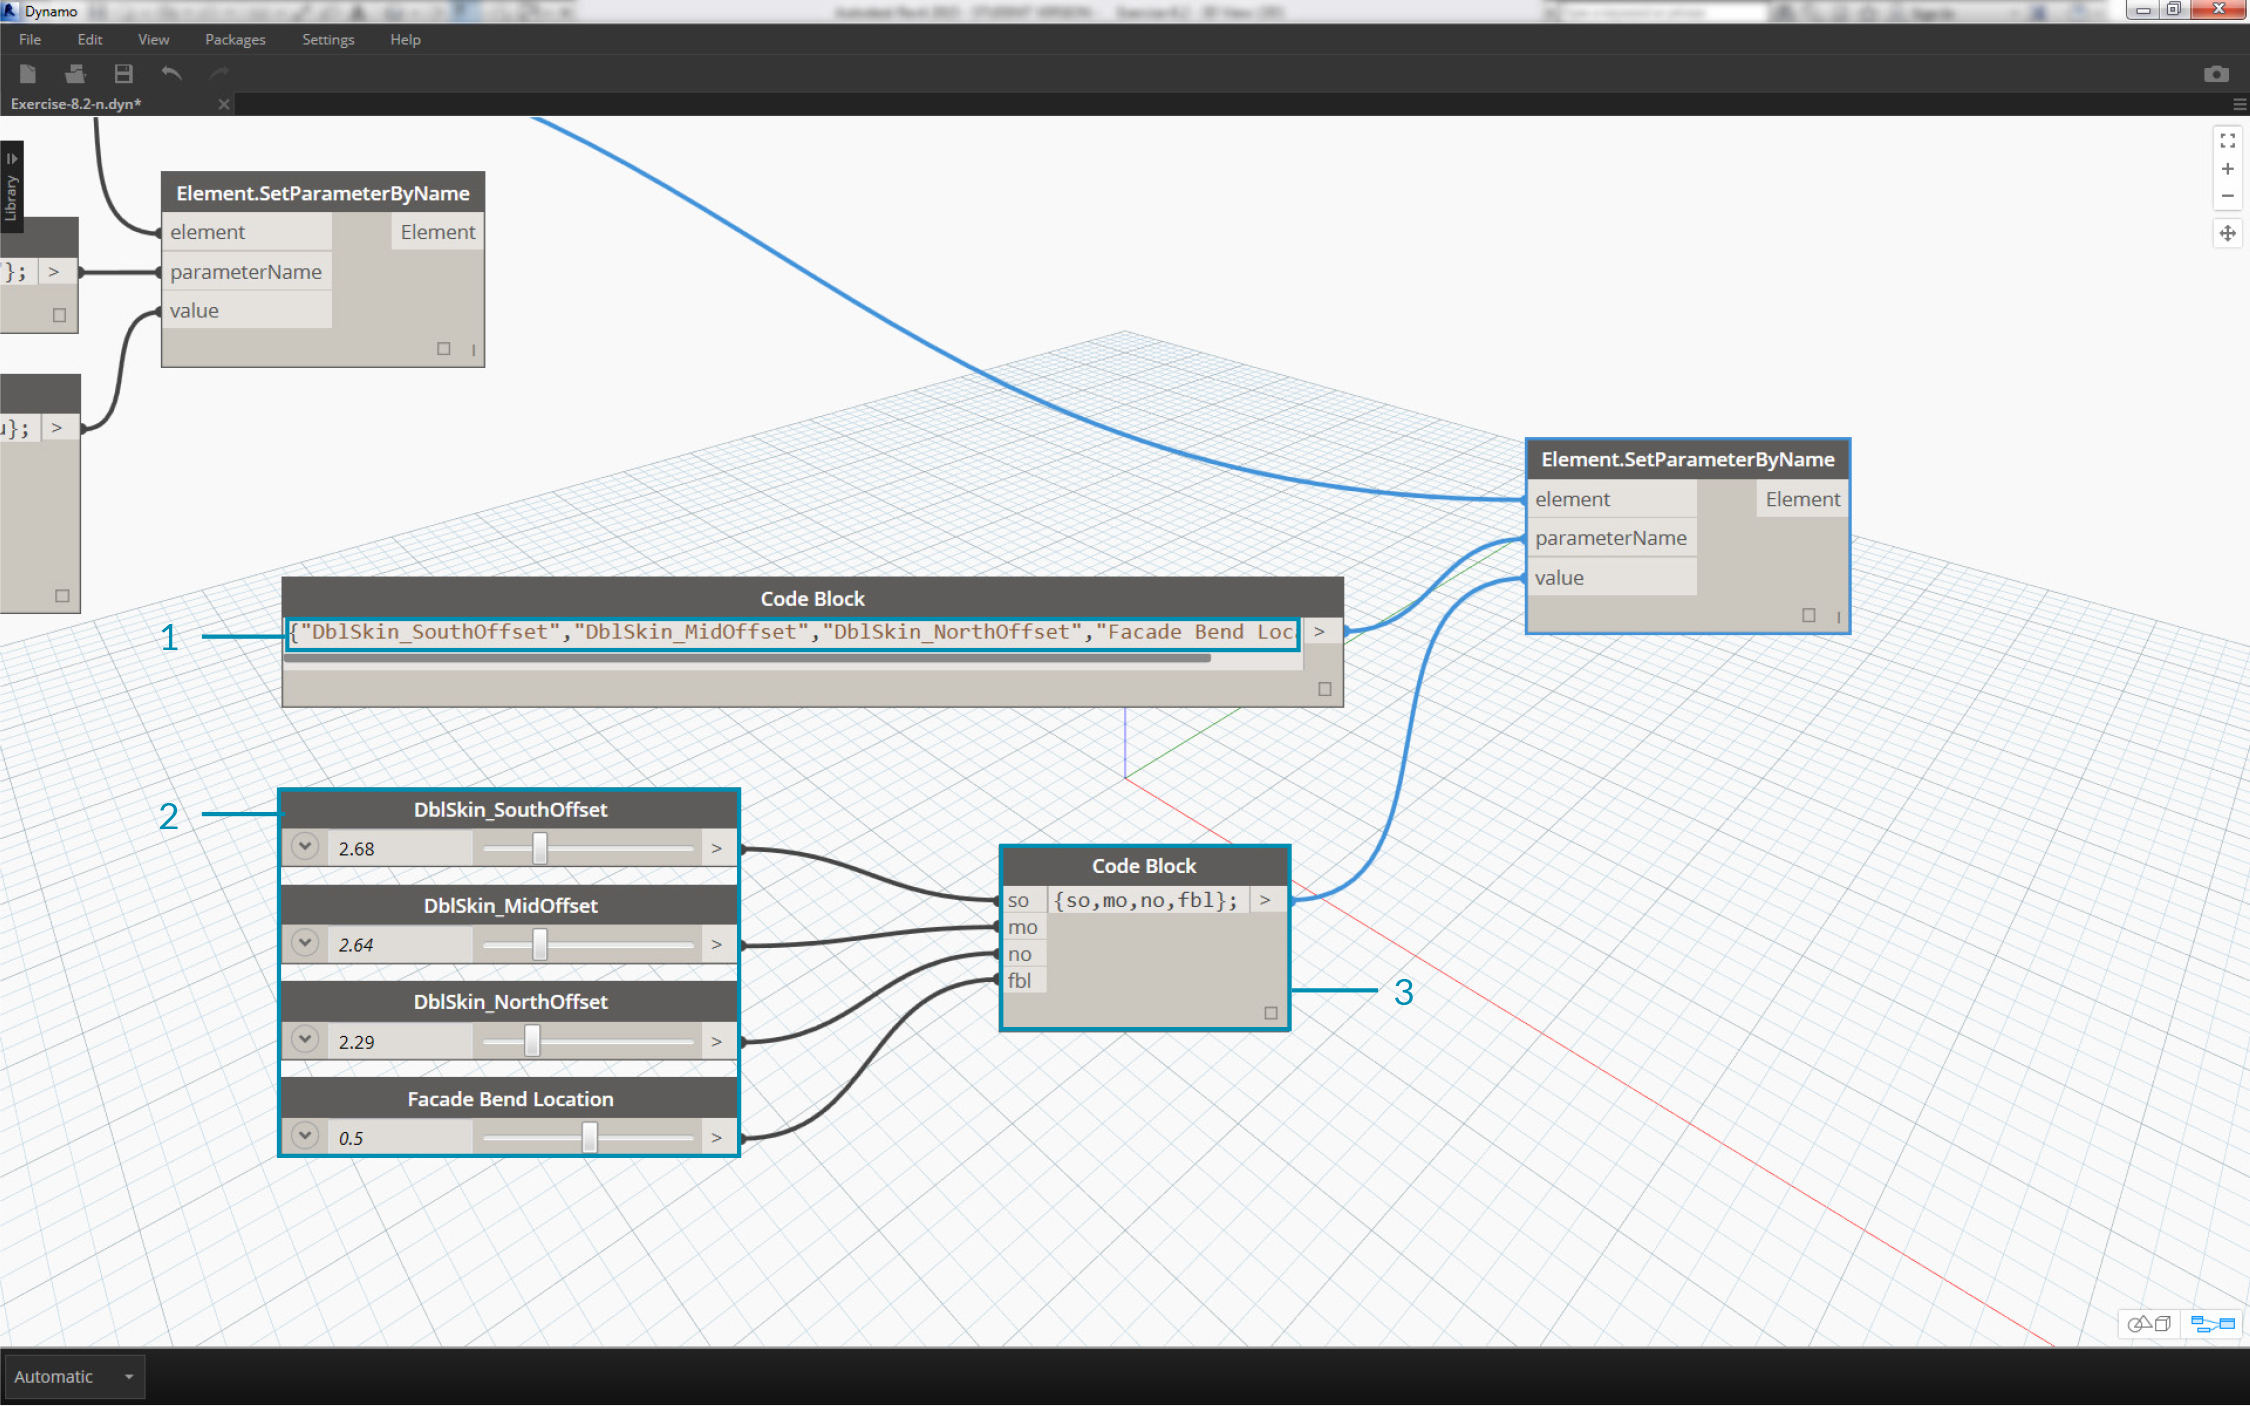 Dynamo
File Edit View Packages Settings Help
Exercise-8.2-n.dyn*
Library
Element.SetParameterByName
element Element
"}; > parameterName
value
u}; >
Element.SetParameterByName
element Element
parameterName
value
Code Block
1 {"DblSkin_SouthOffset","DblSkin_MidOffset","DblSkin_NorthOffset","Facade Bend Loc >
2
DblSkin_SouthOffset
2.68 >
DblSkin_MidOffset
2.64 >
DblSkin_NorthOffset
2.29 >
Facade Bend Location
0.5 >
Code Block
so {so,mo,no,fbl}; >
mo
no
fbl
3
Automatic